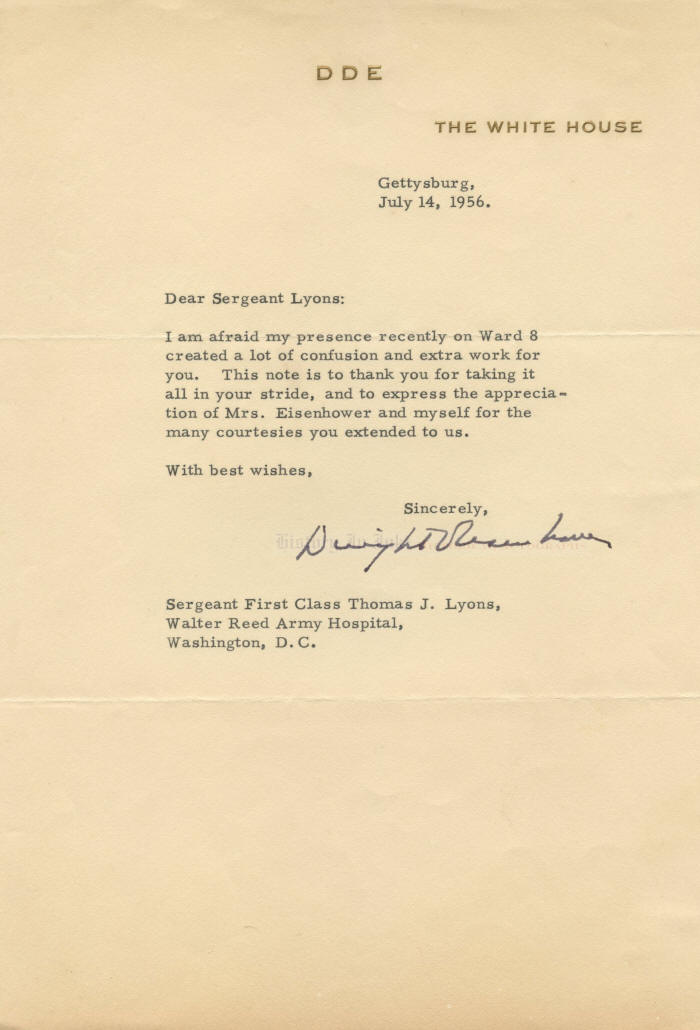 DDE
THE WHITE HOUSE
Gettysburg,
July 14, 1956.
Dear Sergeant Lyons:
I am afraid my presence recently on Ward 8
created a lot of confusion and extra work for
you. This note is to thank you for taking it
all in your stride, and to express the apprecia-
tion of Mrs. Eisenhower and myself for the
many courtesies you extended to us.
With best wishes,
Sincerely,
History In Ink
Dwight D Eisenhower
Sergeant First Class Thomas J. Lyons,
Walter Reed Army Hospital,
Washington, D.C.